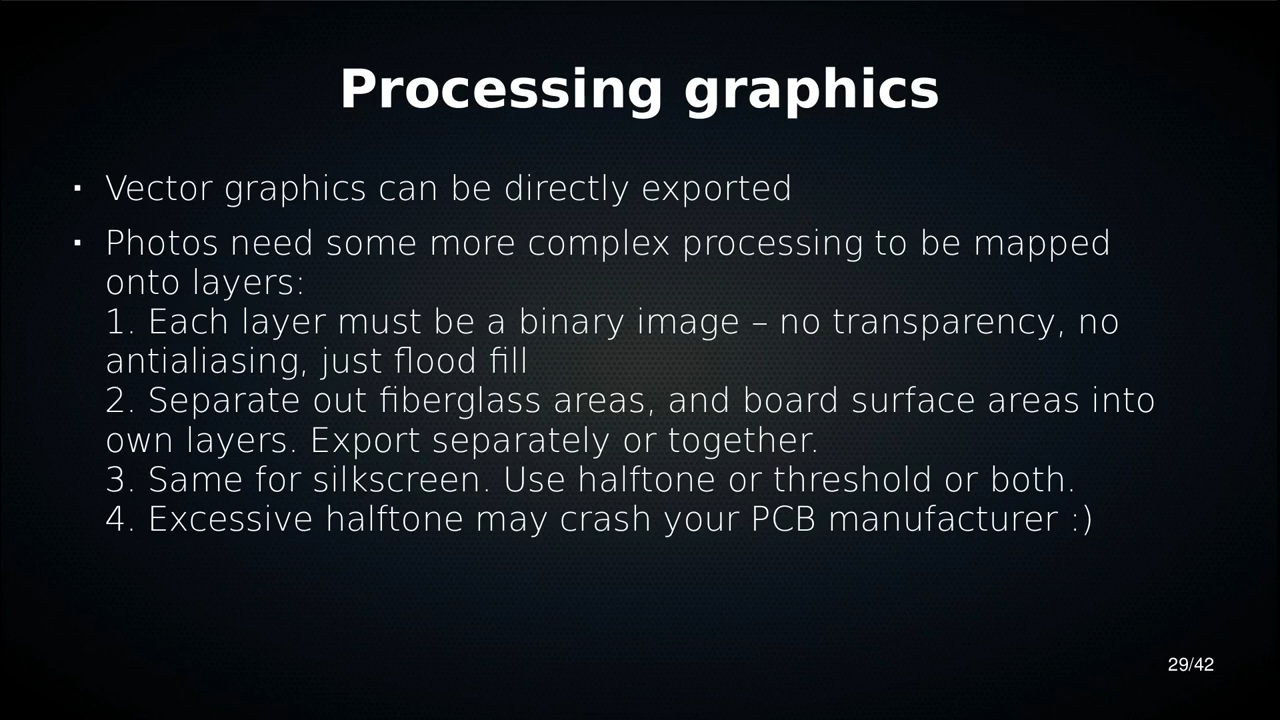 Processing graphics
▪ Vector graphics can be directly exported
▪ Photos need some more complex processing to be mapped
onto layers:
1. Each layer must be a binary image – no transparency, no
antialiasing, just flood fill
2. Separate out fiberglass areas, and board surface areas into
own layers. Export separately or together.
3. Same for silkscreen. Use halftone or threshold or both.
4. Excessive halftone may crash your PCB manufacturer :)
29/42